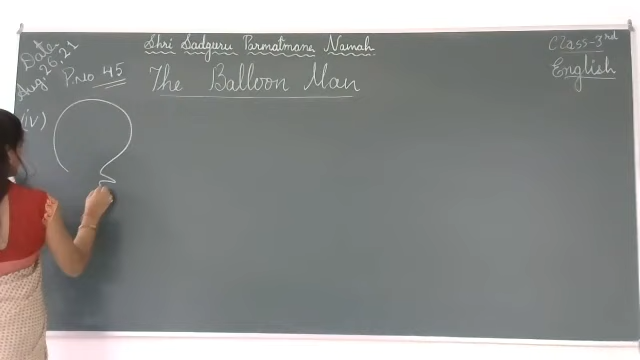 Shri Sadguru Parmatmane Namah
Class-3rd
Date
Aug,26,21
P.No 45
The Balloon Man
English
(iv)